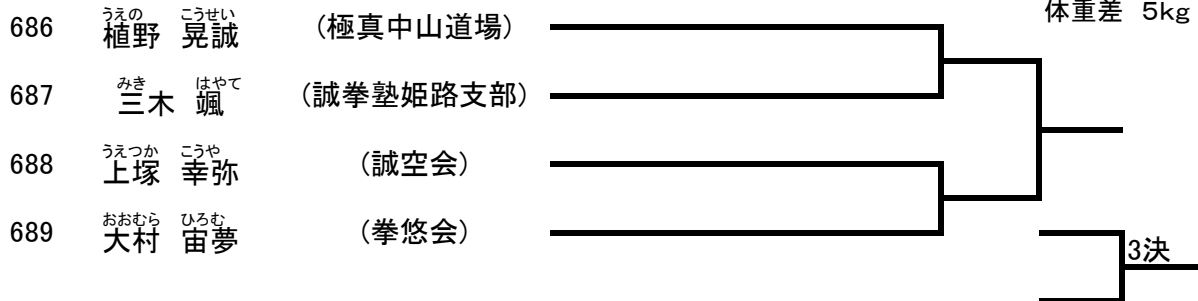 体重差 5kg
うえの こうせい
686 植野 晃誠 (極真中山道場)
みき はやて
687 三木 颯 (誠拳塾姫路支部)
うえつか こうや
688 上塚 幸弥 (誠空会)
おおむら ひろむ
689 大村 宙夢 (拳悠会)
3決